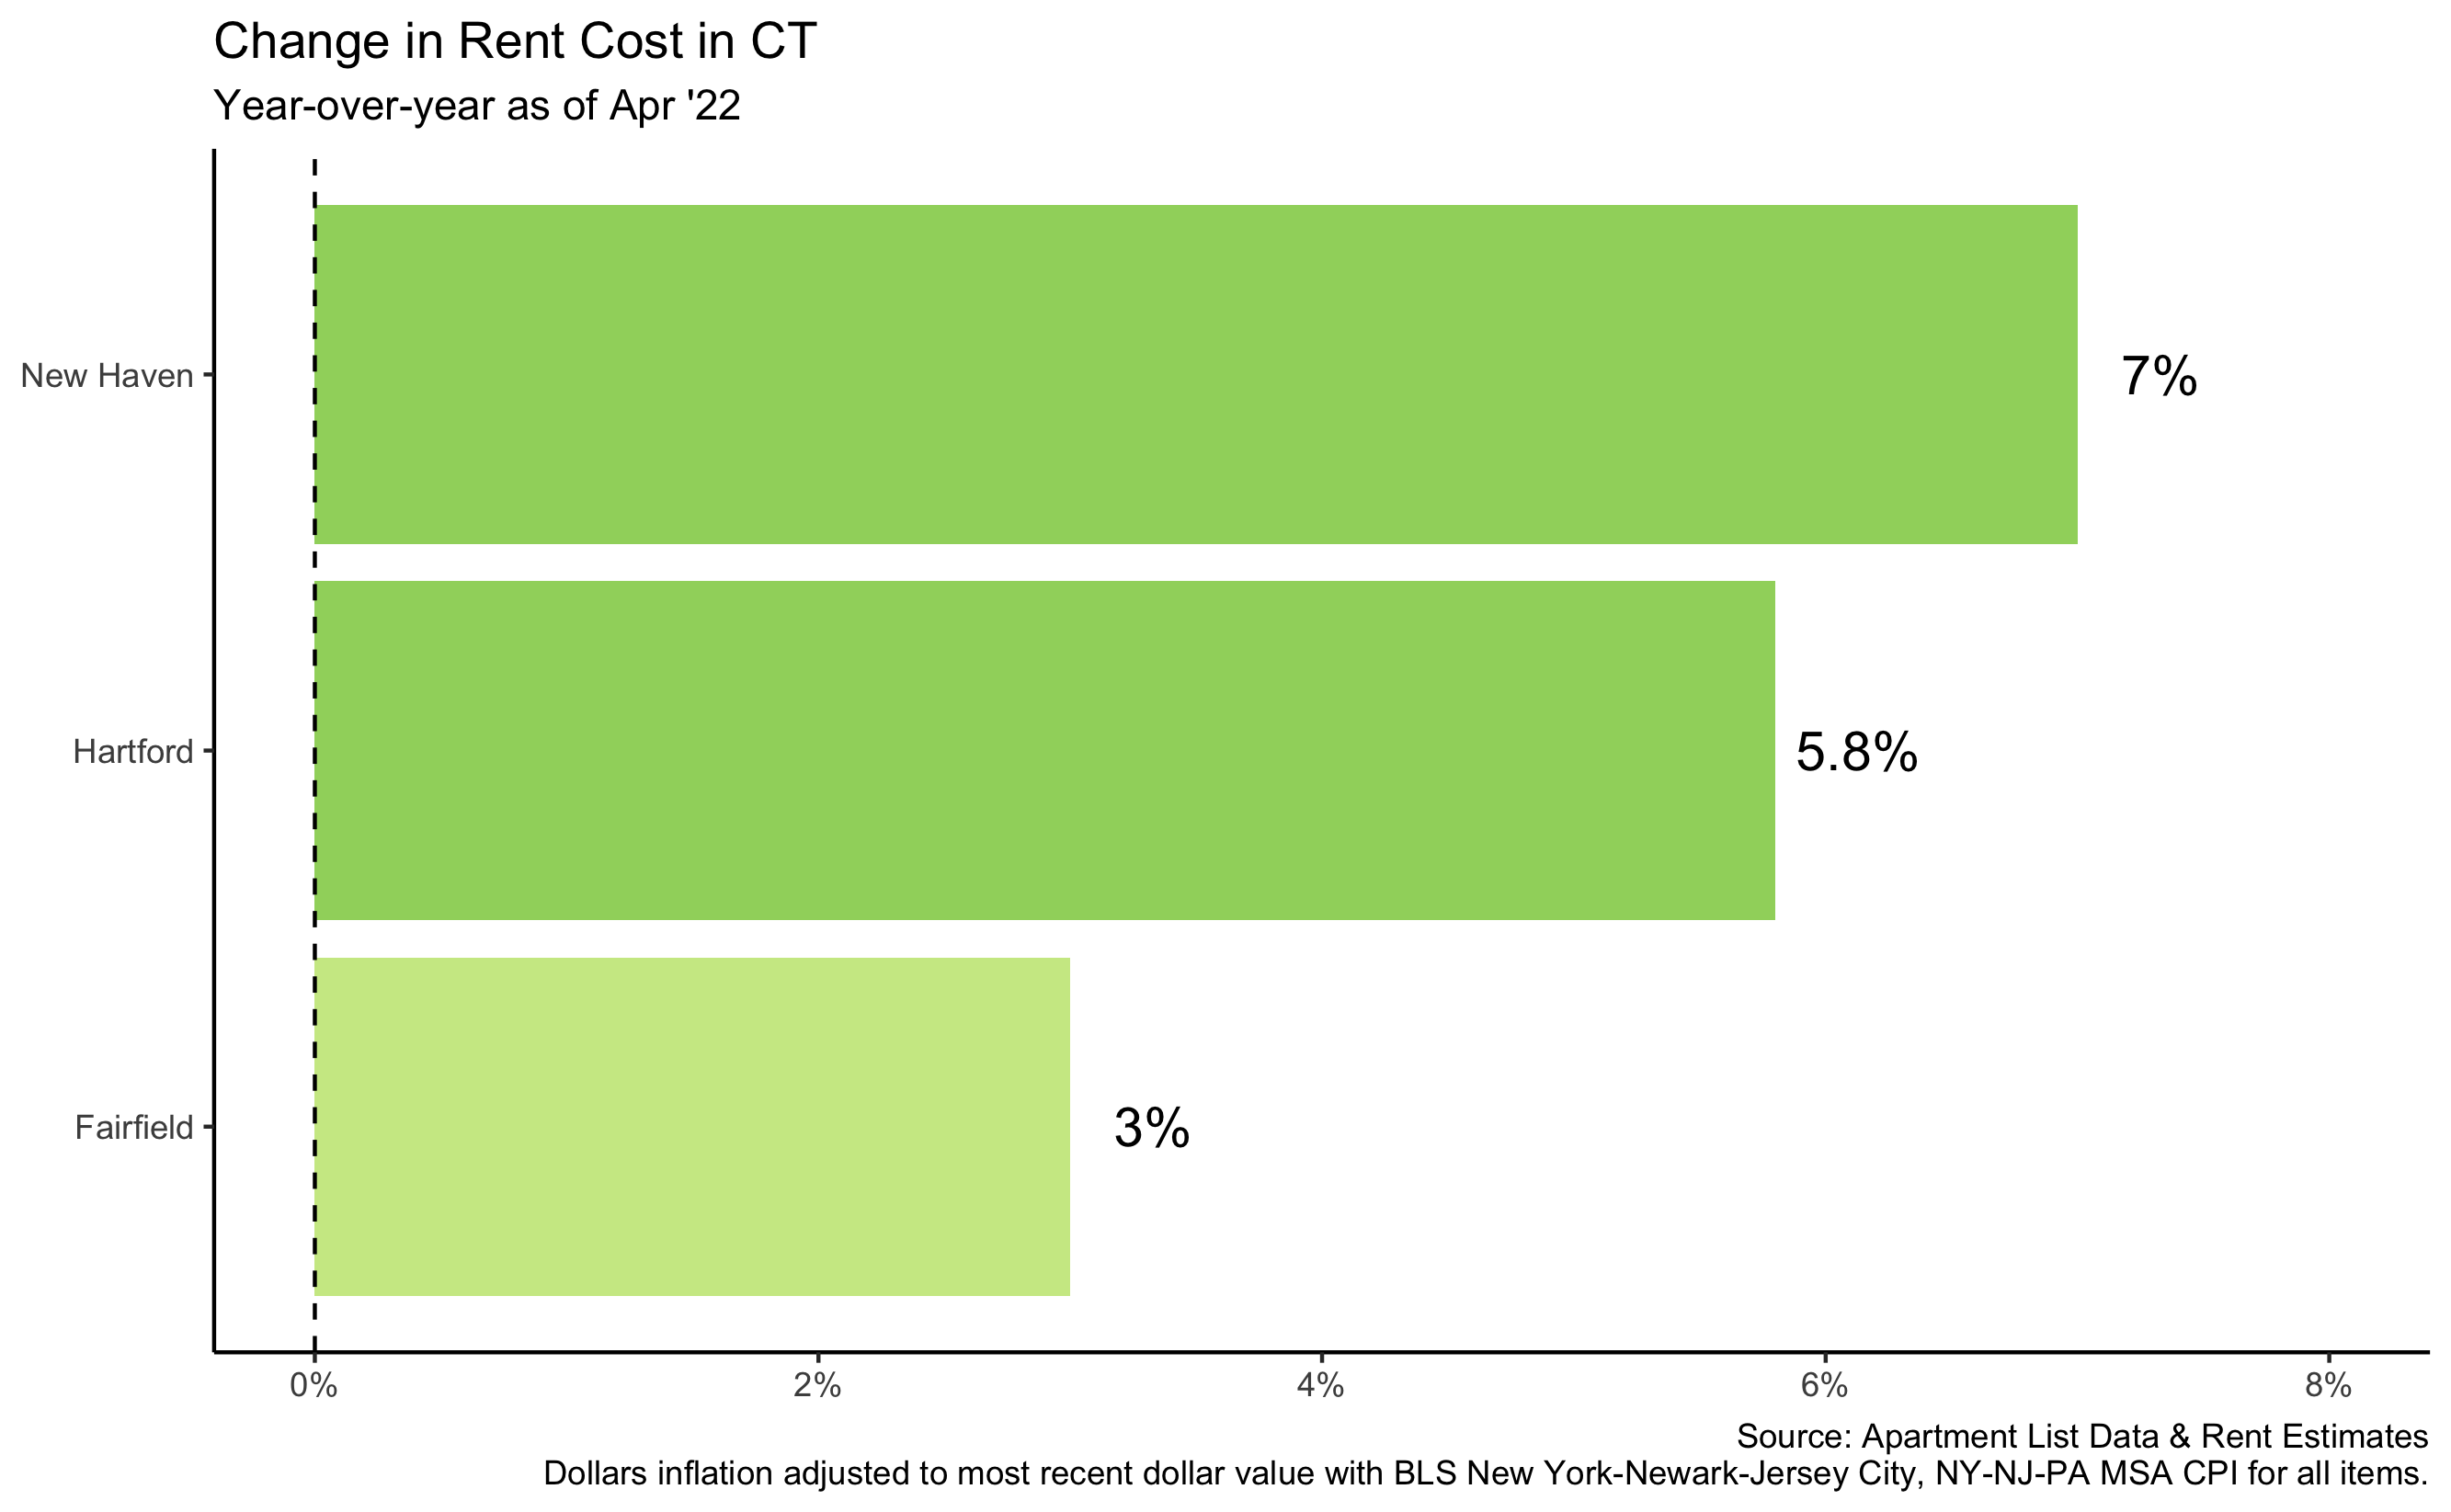 Change in Rent Cost in CT
Year-over-year as of Apr '22
New Haven
7%
Hartford
5.8%
Fairfield
3%
0% 2% 4% 6% 8%
Source: Apartment List Data & Rent Estimates
Dollars inflation adjusted to most recent dollar value with BLS New York-Newark-Jersey City, NY-NJ-PA MSA CPI for all items.